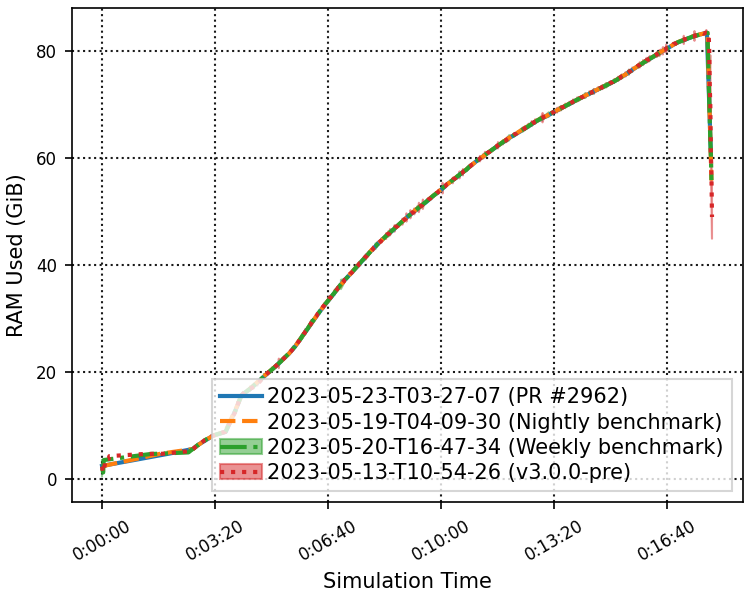 80
60
40
20
0
RAM Used (GiB)
2023-05-23-T03-27-07 (PR #2962)
2023-05-19-T04-09-30 (Nightly benchmark)
2023-05-20-T16-47-34 (Weekly benchmark)
2023-05-13-T10-54-26 (v3.0.0-pre)
0:00:00
0:03:20
0:06:40
0:10:00
0:13:20
0:16:40
Simulation Time